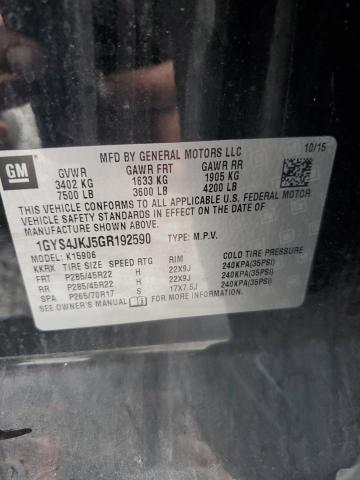 MFD BY GENERAL MOTORS LLC 10/15
GM GVWR GAWR FRT GAWR RR
3402 KG 1633 KG 1905 KG
7500 LB 3600 LB 4200 LB
THIS VEHICLE CONFORMS TO ALL APPLICABLE U.S. FEDERAL MOTOR
VEHICLE SAFETY AND THEFT PREVENTION STANDARDS IN EFFECT ON THE DATE OF
MANUFACTURE SHOWN ABOVE.
1GYS4JKJ5GR192590 TYPE: M.P.V.
MODEL: K15906
KKRX TIRE SIZE SPEED RTG RIM COLD TIRE PRESSURE
FRT P285/45R22 H 22X9J 240KPA(35PSI)
RR P285/45R22 H 22X9J 240KPA(35PSI)
SPA P265/70R17 S 17X7.5J 240KPA(35PSI)
SEE OWNER'S MANUAL FOR MORE INFORMATION.